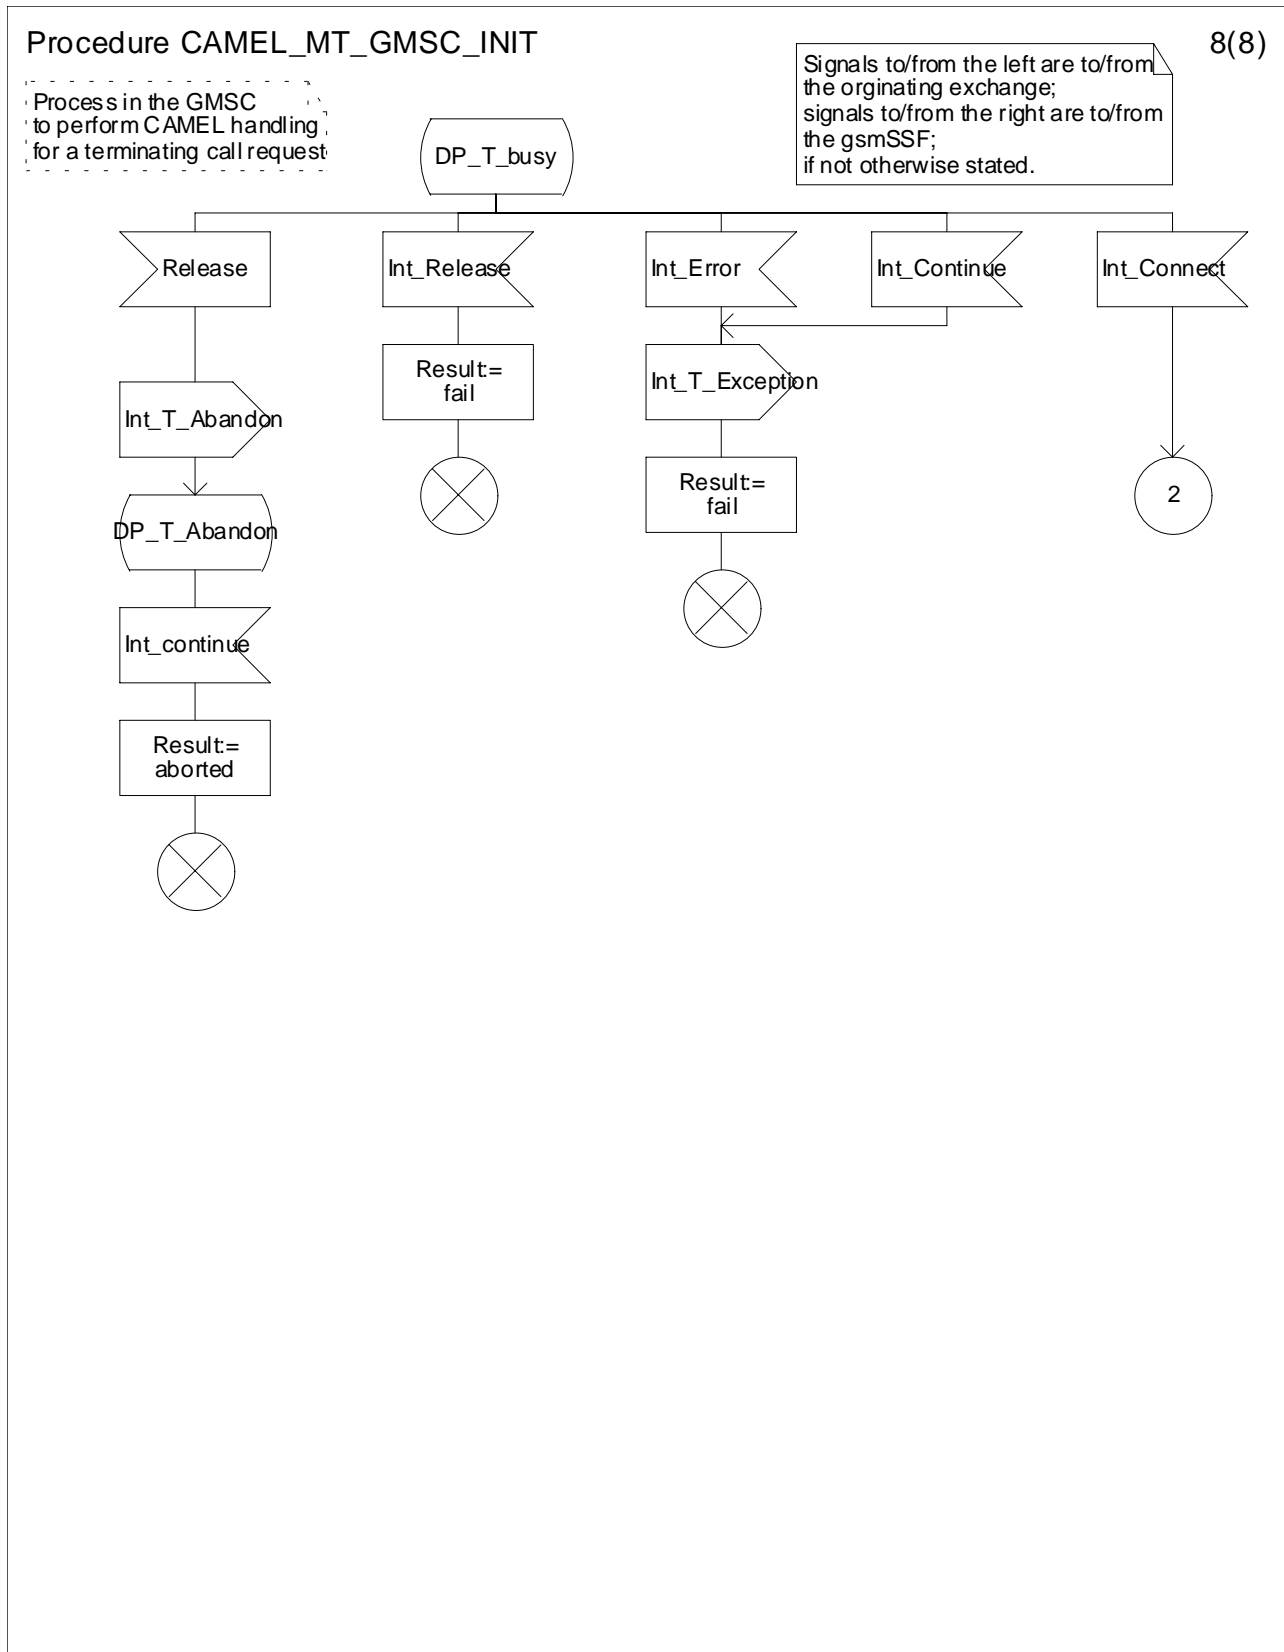 Procedure CAMEL_MT_GMSC_INIT
8(8)
Process in the GMSC
to perform CAMEL handling
for a terminating call request
Signals to/from the left are to/from
the orginating exchange;
signals to/from the right are to/from
the gsmSSF;
if not otherwise stated.
DP_T_busy
Release
Int_Release
Int_Error
Int_Continue
Int_Connect
Int_T_Abandon
Result:=
fail
Int_T_Exception
DP_T_Abandon
Result:=
fail
2
Int_continue
Result:=
aborted